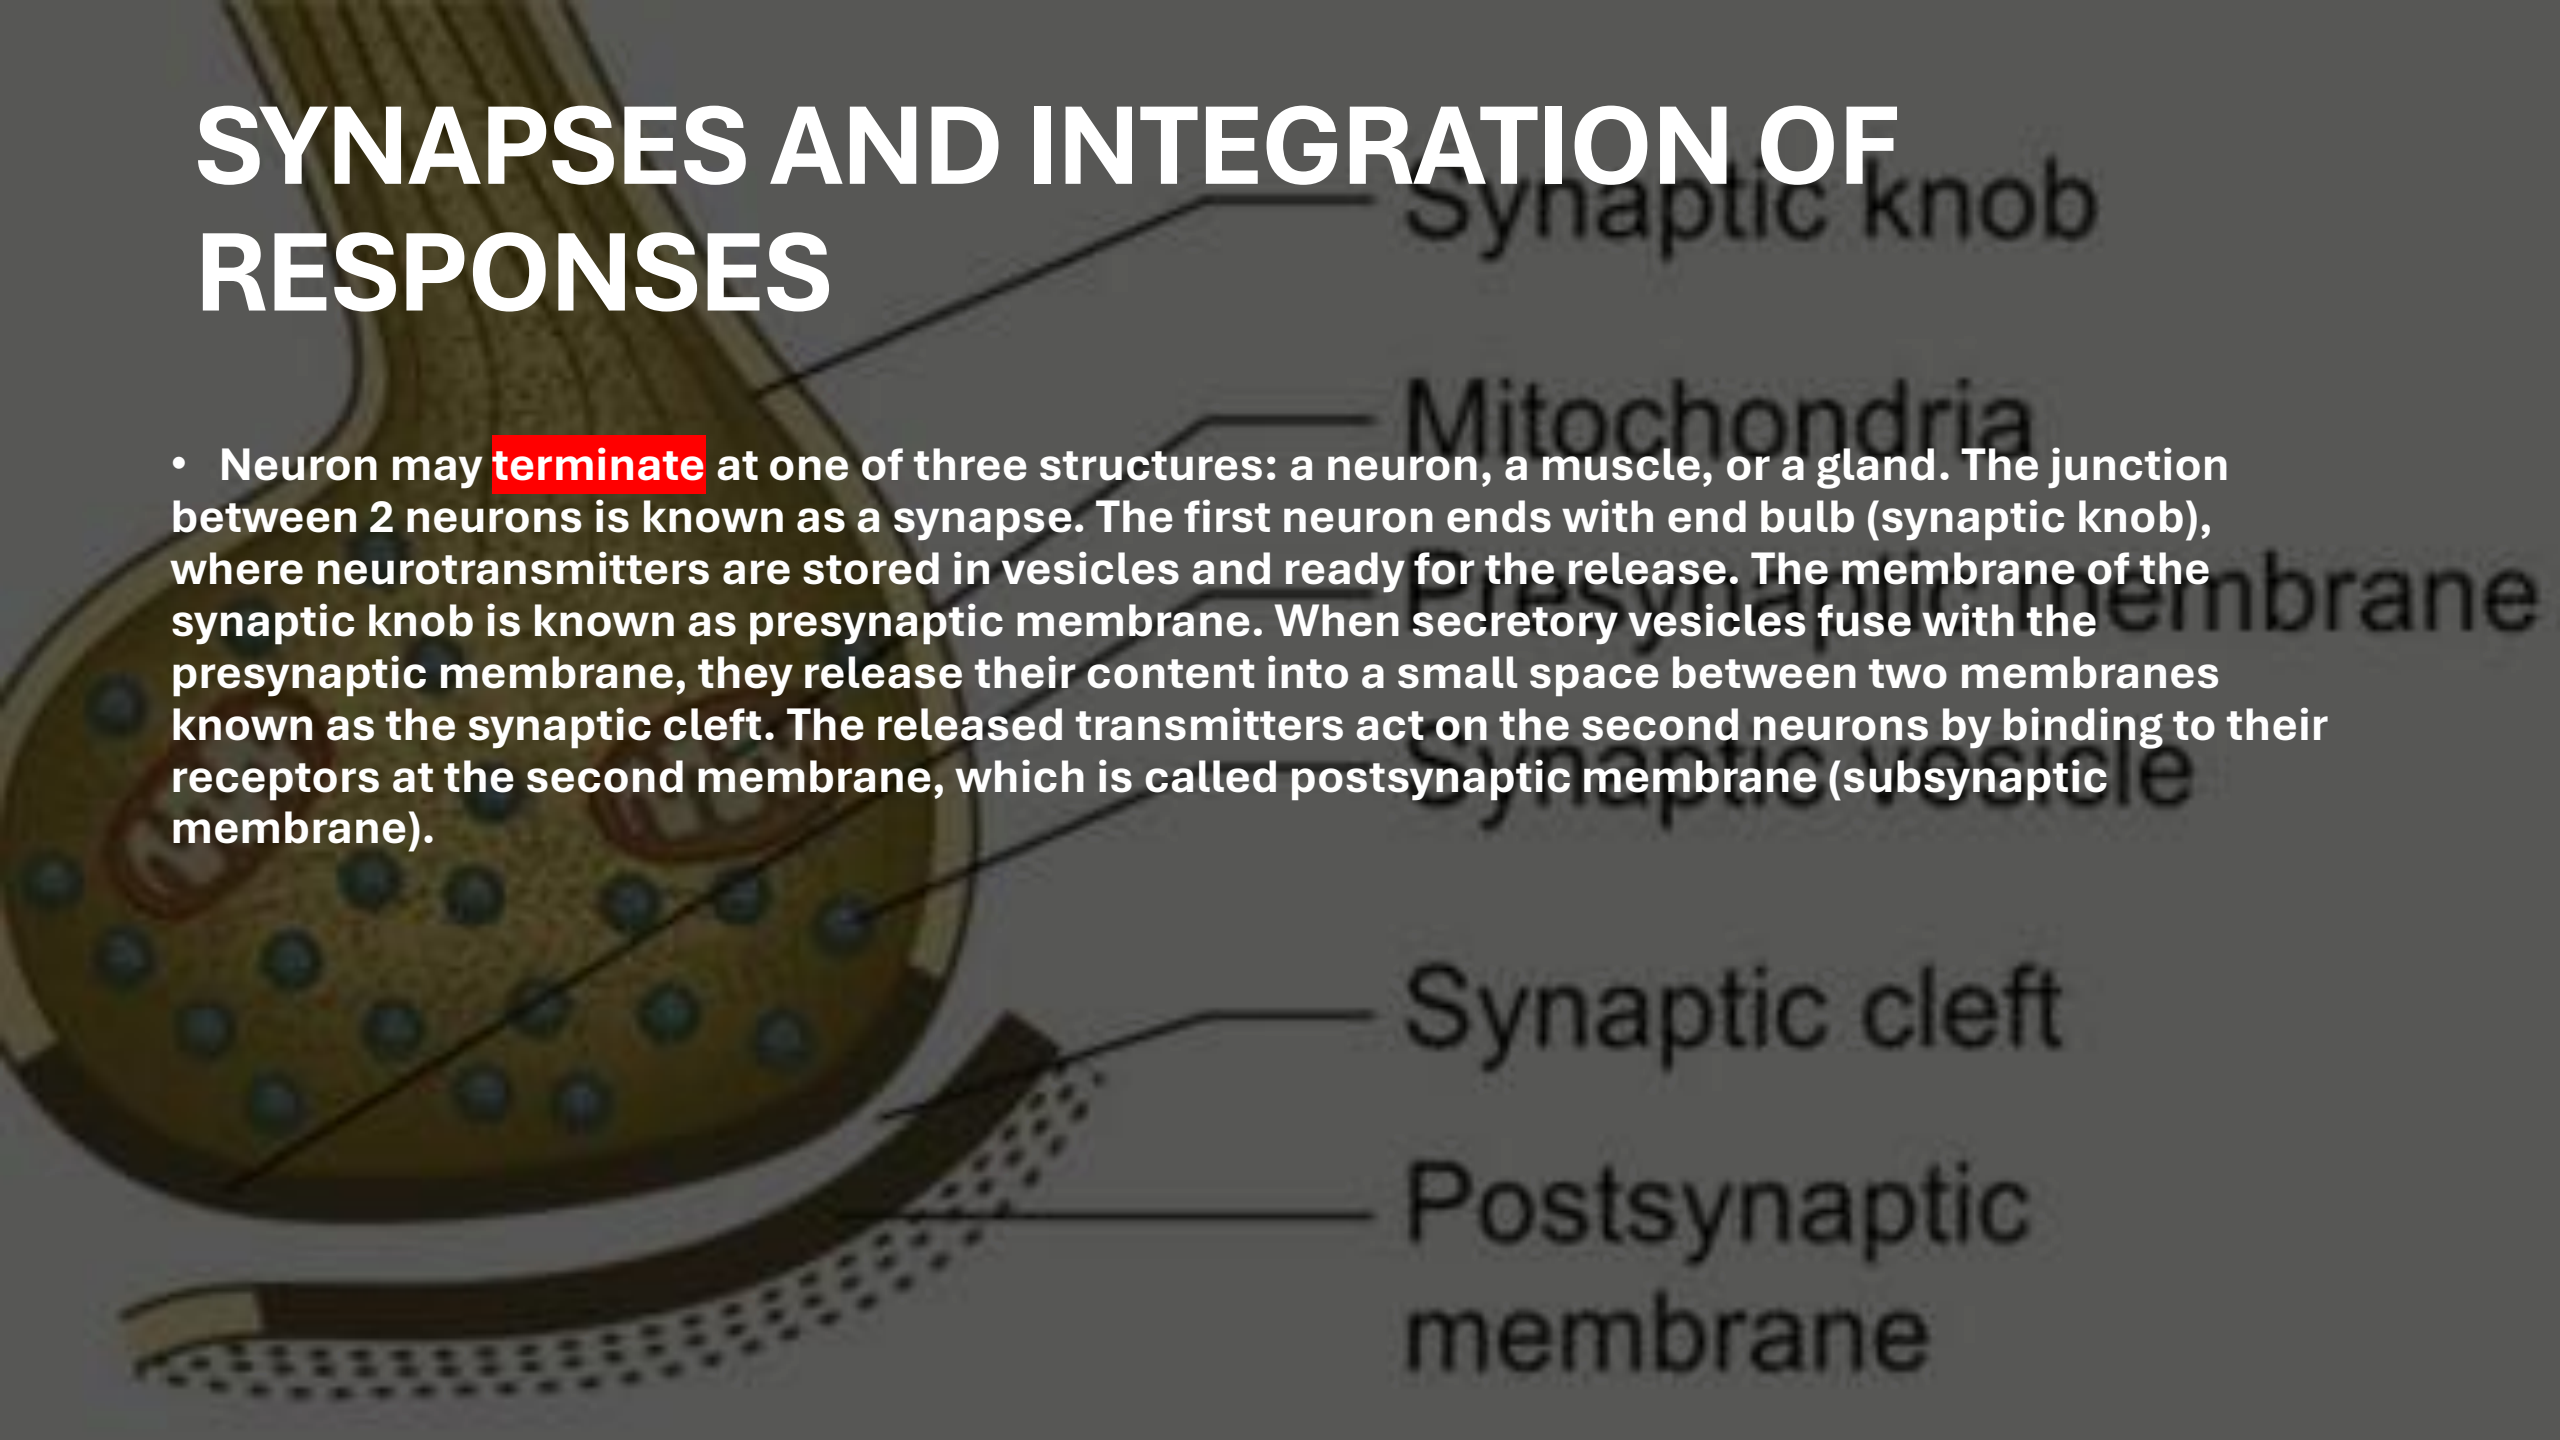 SYNAPSES AND INTEGRATION OF
RESPONSES
Synaptic knob
Mitochondria
• Neuron may terminate at one of three structures: a neuron, a muscle, or a gland. The junction
between 2 neurons is known as a synapse. The first neuron ends with end bulb (synaptic knob),
where neurotransmitters are stored in vesicles and ready for the release. The membrane of the
synaptic knob is known as presynaptic membrane. When secretory vesicles fuse with the
presynaptic membrane, they release their content into a small space between two membranes
known as the synaptic cleft. The released transmitters act on the second neurons by binding to their
receptors at the second membrane, which is called postsynaptic membrane (subsynaptic
membrane).
Presynaptic membrane
Synaptic vesicle
Synaptic cleft
Postsynaptic
membrane